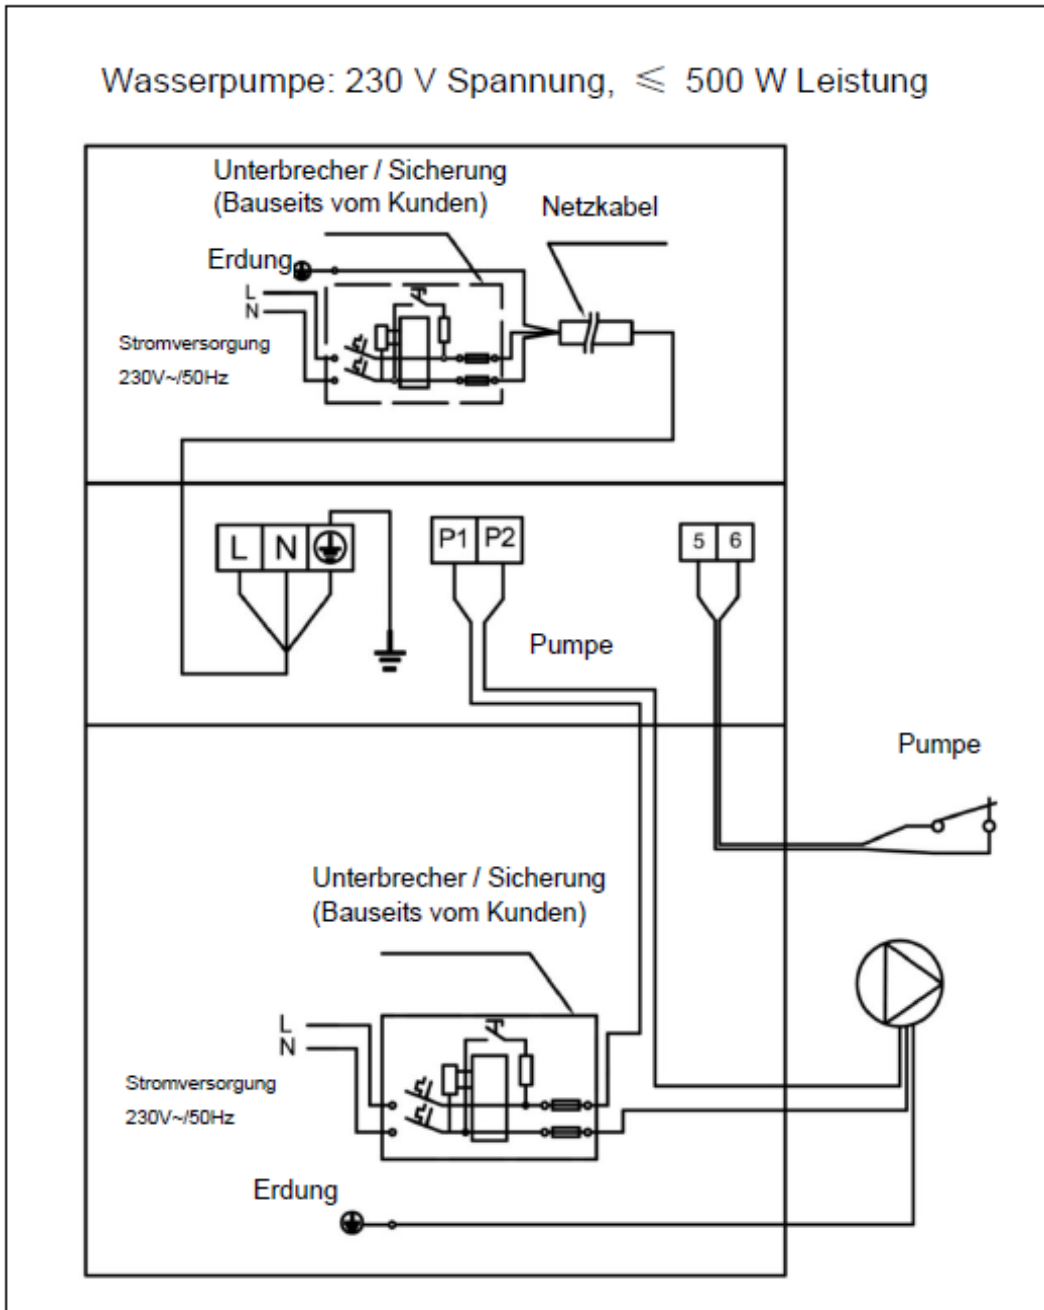 Wasserpumpe: 230 V Spannung, ≤ 500 W Leistung
Unterbrecher / Sicherung
(Bauseits vom Kunden)
Netzkabel
Erdung
L
N
Stromversorgung
230V~/50Hz
L N
P1 P2
5 6
Pumpe
Pumpe
Unterbrecher / Sicherung
(Bauseits vom Kunden)
L
N
Stromversorgung
230V~/50Hz
Erdung